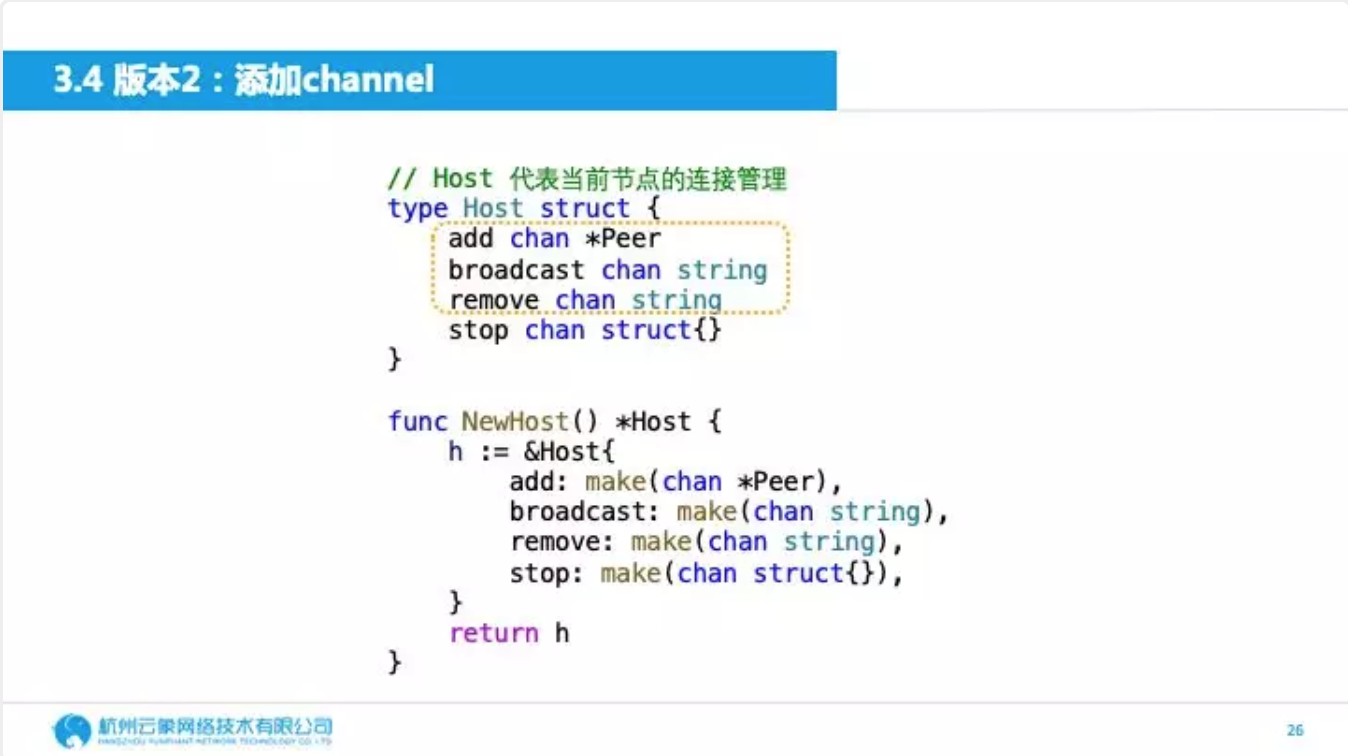 3.4 版本2：添加channel
// Host 代表当前节点的连接管理
type Host struct {
    add chan *Peer
    broadcast chan string
    remove chan string
    stop chan struct{}
}
func NewHost() *Host {
    h := &Host{
        add: make(chan *Peer),
        broadcast: make(chan string),
        remove: make(chan string),
        stop: make(chan struct{}),
    }
    return h
}
杭州云象网络技术有限公司
HANGZHOU YUNPHANT NETWORK TECHNOLOGY CO.LTD
26